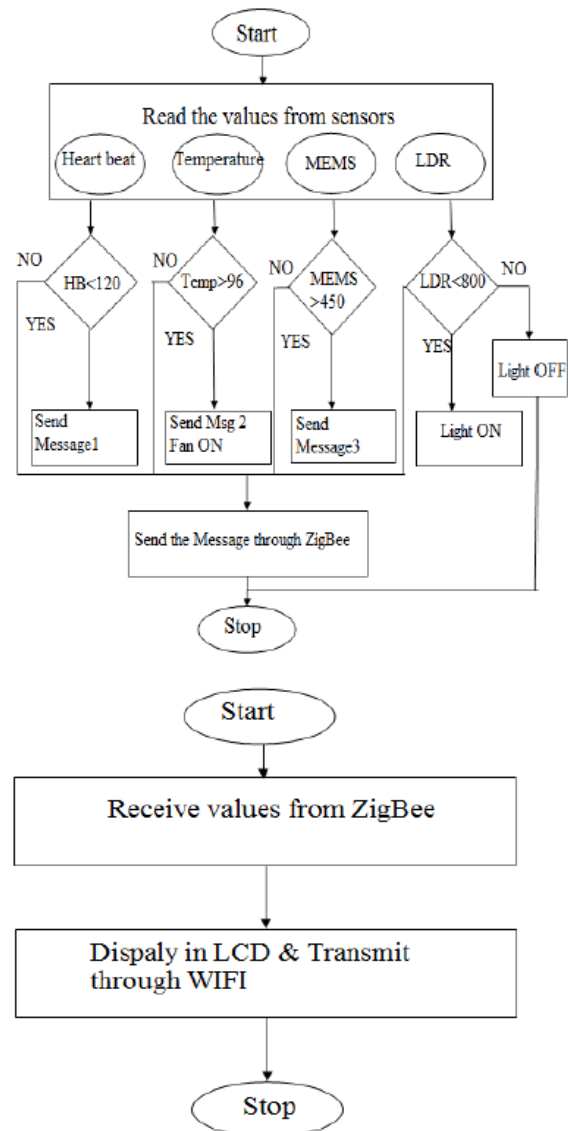 Start
Read the values from sensors
Heart beat
Temperature
MEMS
LDR
NO
HB<120
YES
NO
Temp>96
YES
NO
MEMS
>450
YES
LDR<800
NO
YES
Light OFF
Send
Message1
Send Msg 2
Fan ON
Send
Message3
Light ON
Send the Message through ZigBee
Stop
Start
Receive values from ZigBee
Dispaly in LCD & Transmit
through WIFI
Stop